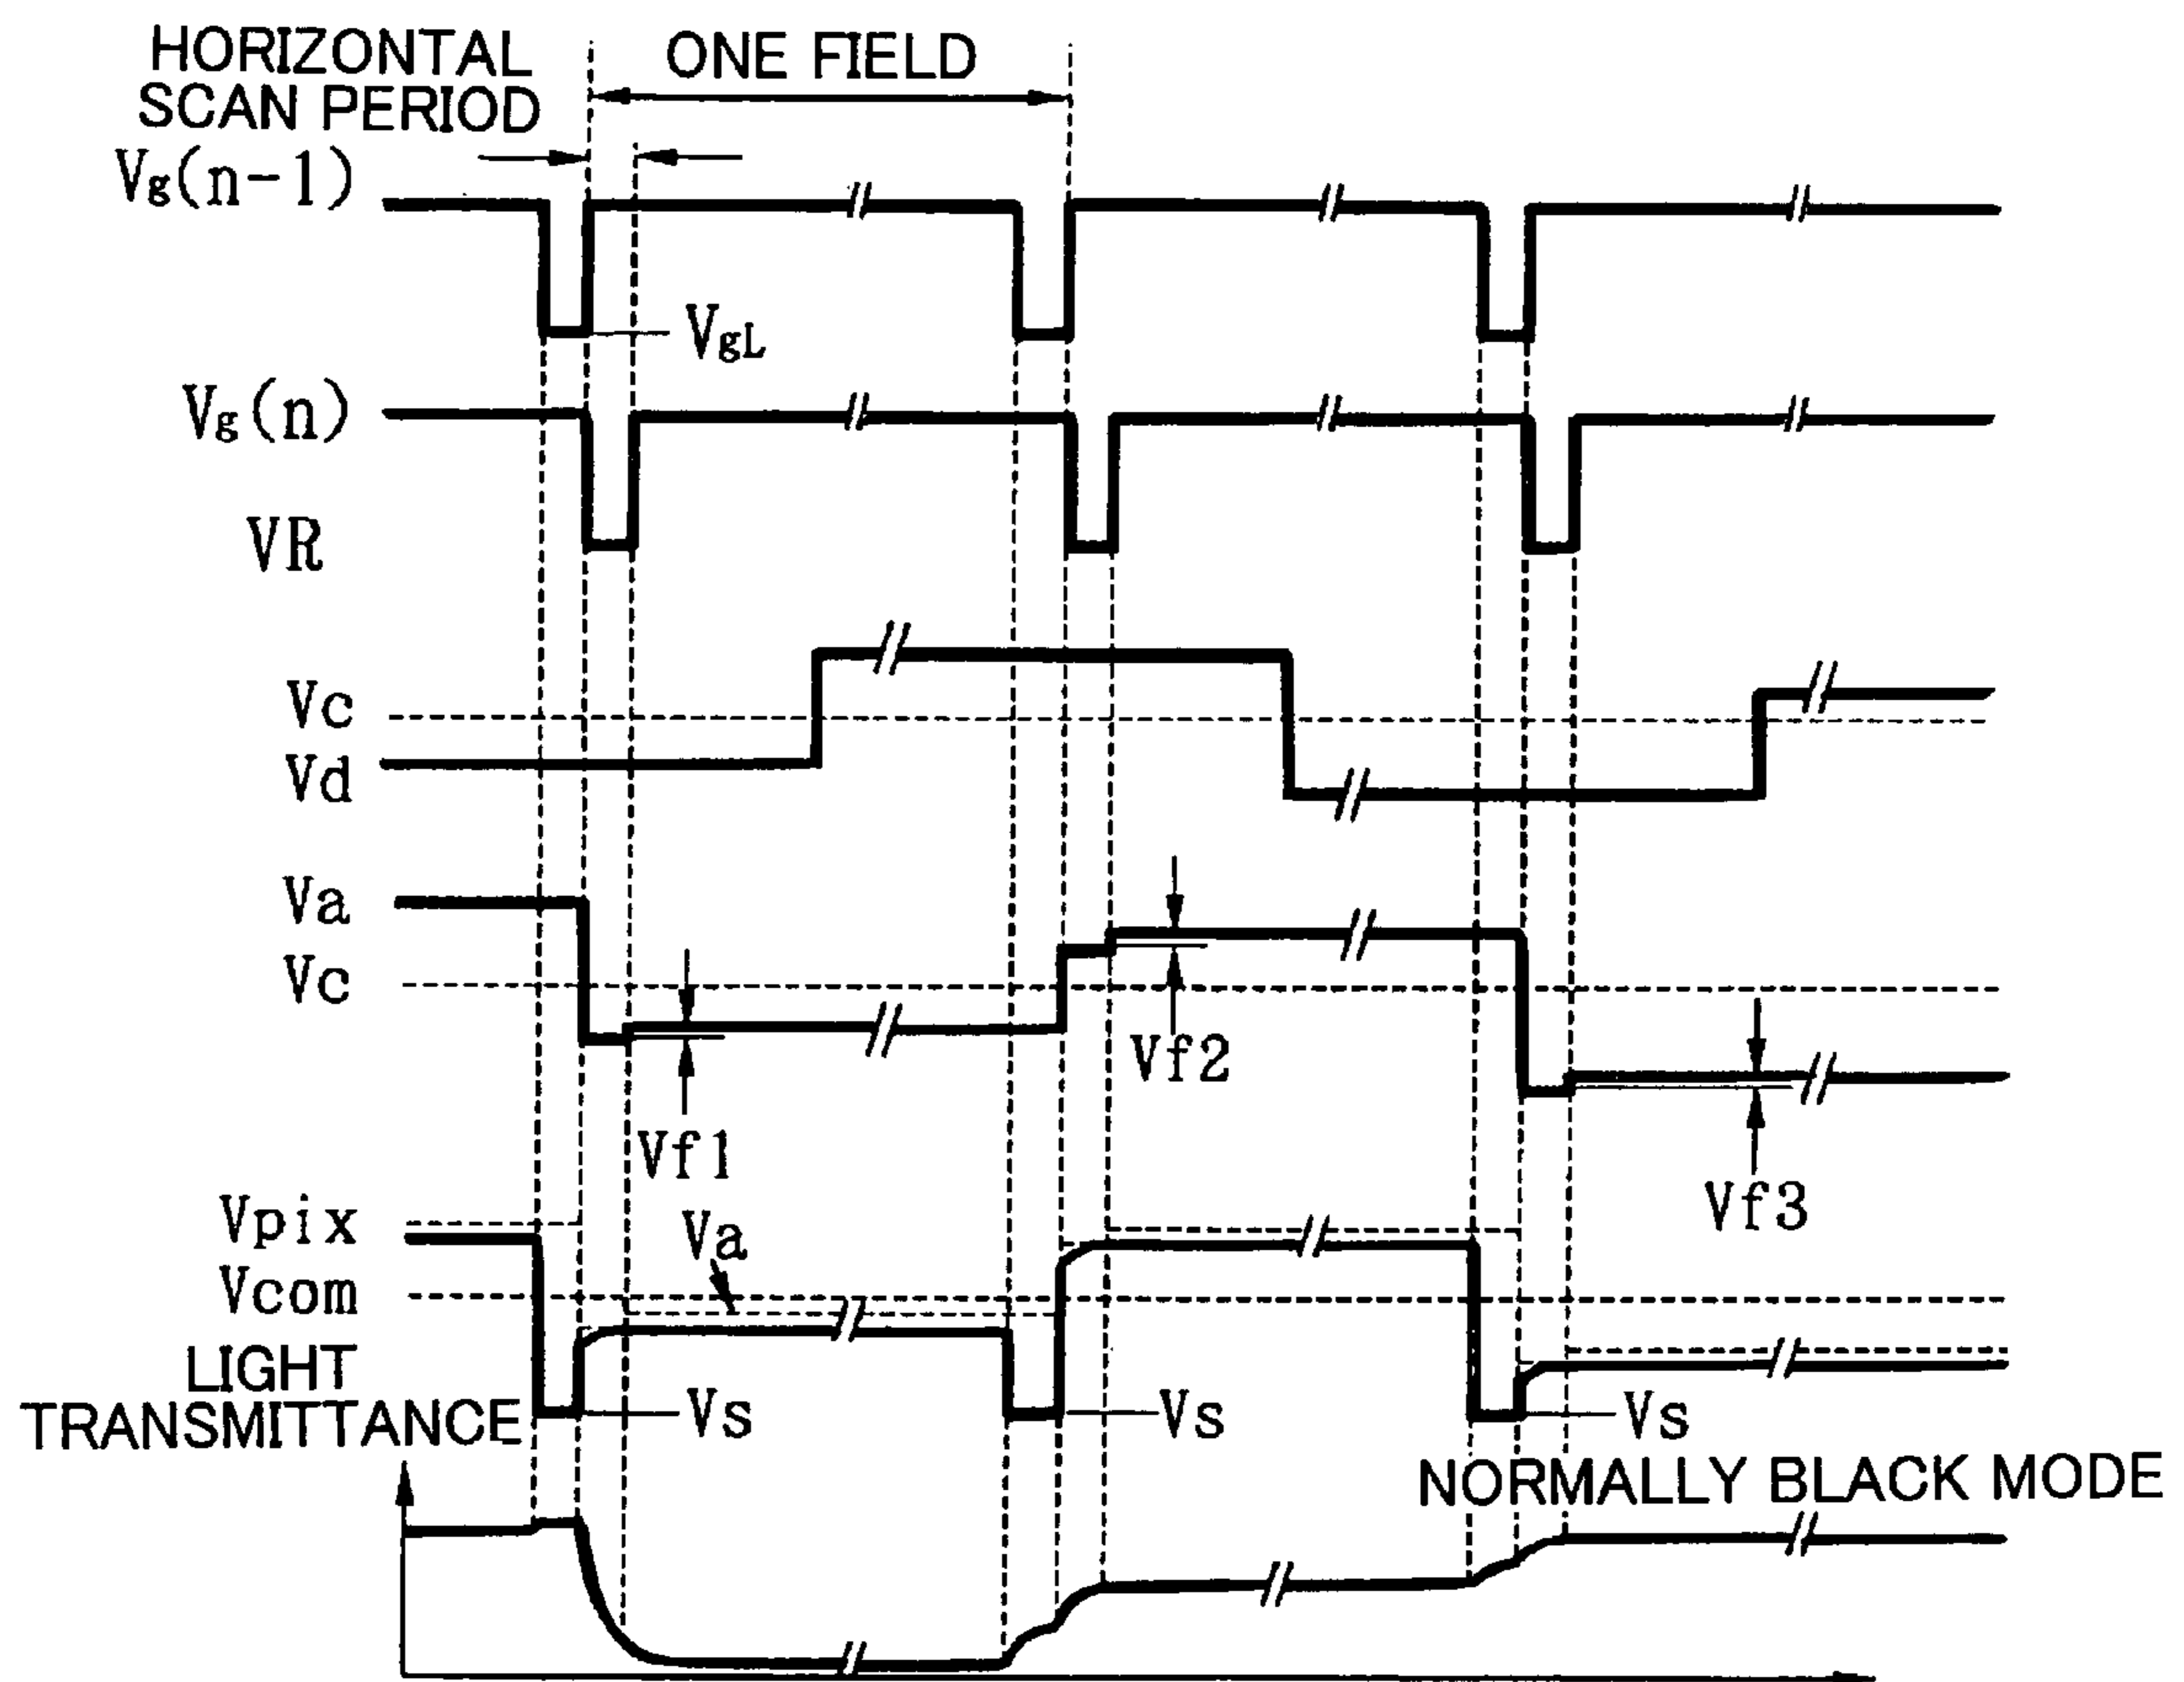 HORIZONTAL
SCAN PERIOD
ONE FIELD
Vg(n-1)
VgL
Vg(n)
VR
Vc
Vd
Va
Vc
Vf1
Vf2
Vf3
Vpix
Va
Vcom
LIGHT
TRANSMITTANCE
Vs
Vs
Vs
NORMALLY BLACK MODE